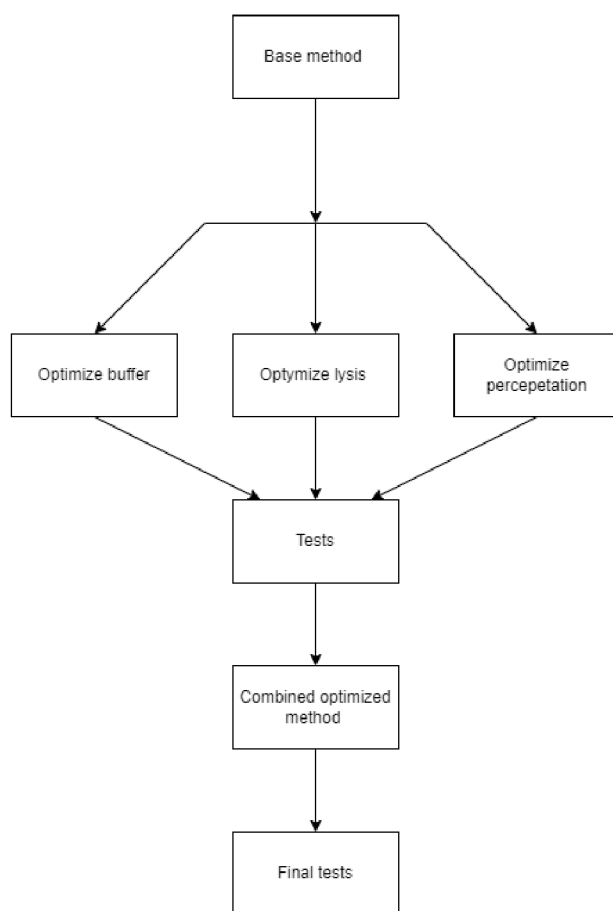 Base method
Optimize buffer
Optymize lysis
Optimize
percepetation
Tests
Combined optimized
method
Final tests